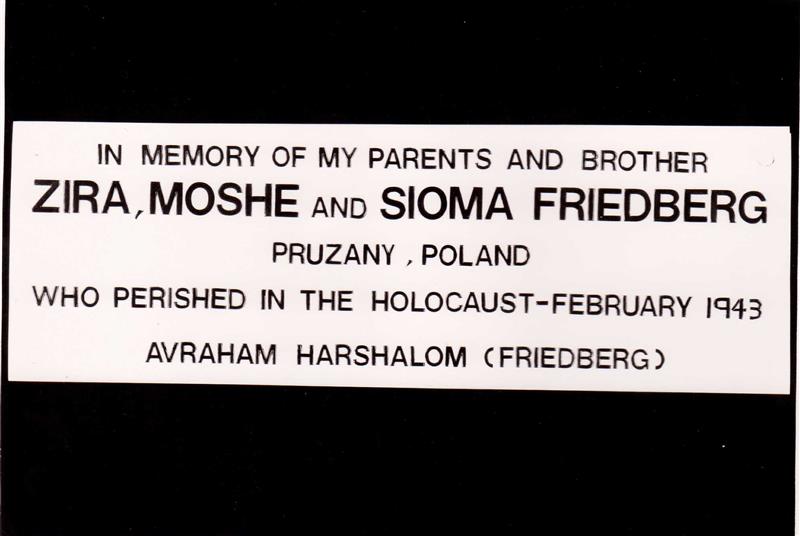 IN MEMORY OF MY PARENTS AND BROTHER
ZIRA, MOSHE AND SIOMA FRIEDBERG
PRUZANY, POLAND
WHO PERISHED IN THE HOLOCAUST-FEBRUARY 1943
AVRAHAM HARSHALOM (FRIEDBERG)